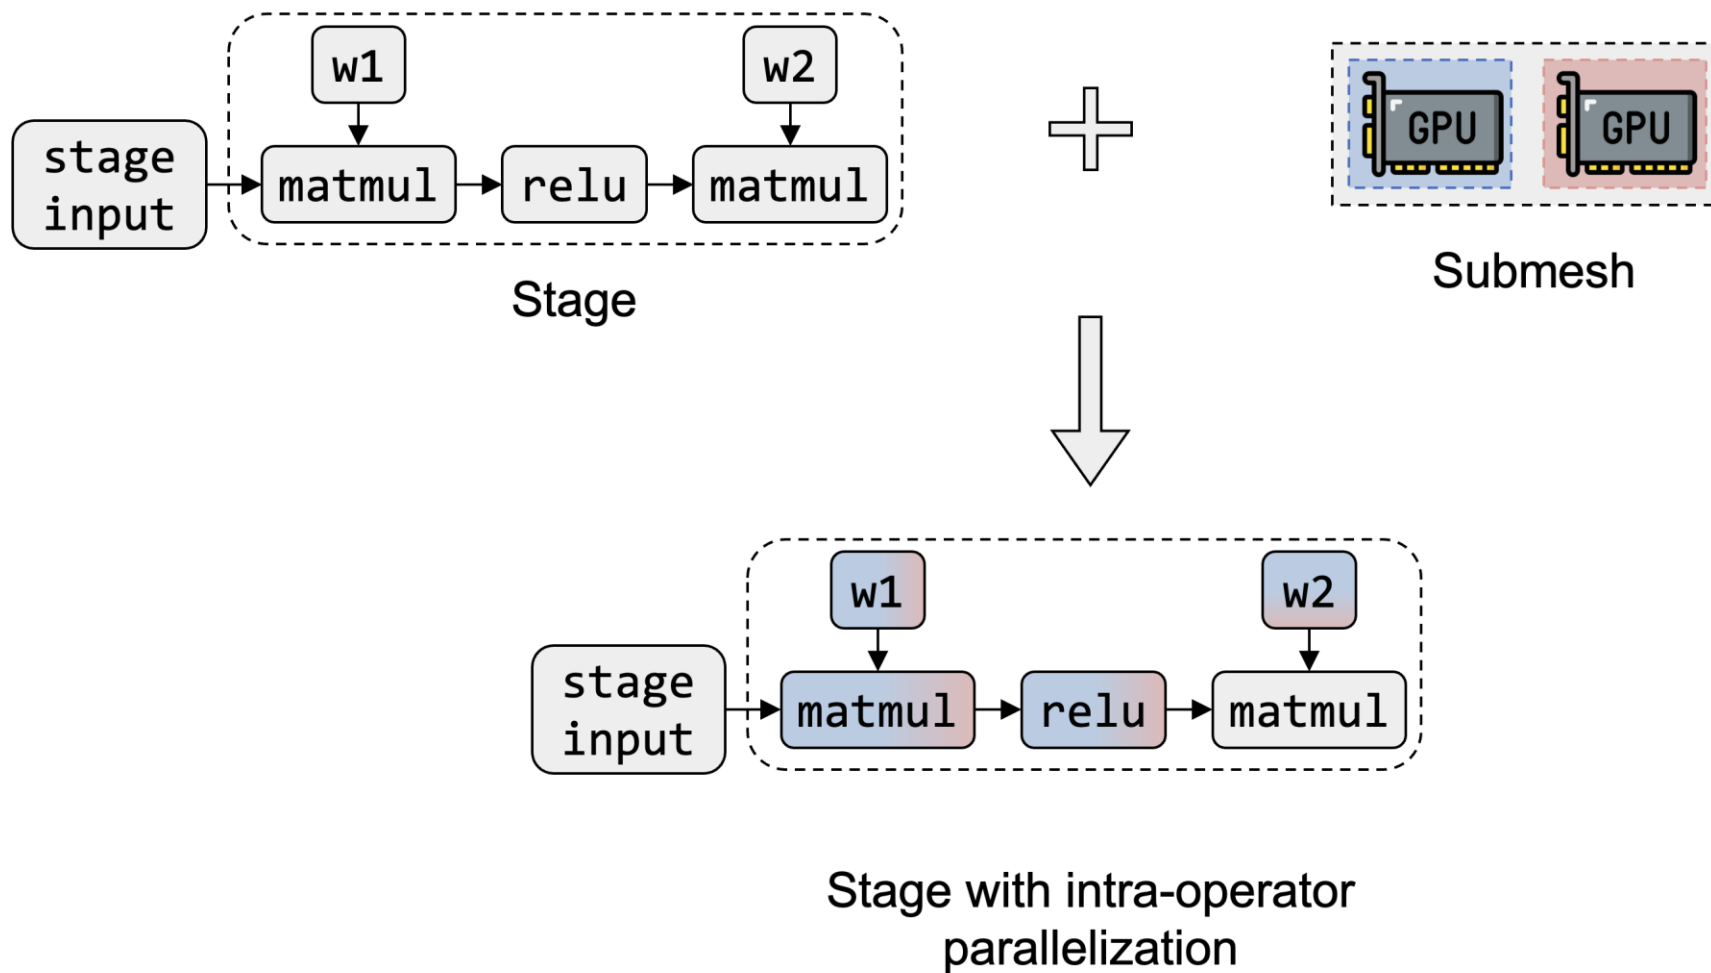 w1
w2
stage
input
matmul
relu
matmul
GPU
GPU
Stage
Submesh
w1
w2
stage
input
matmul
relu
matmul
Stage with intra-operator
parallelization